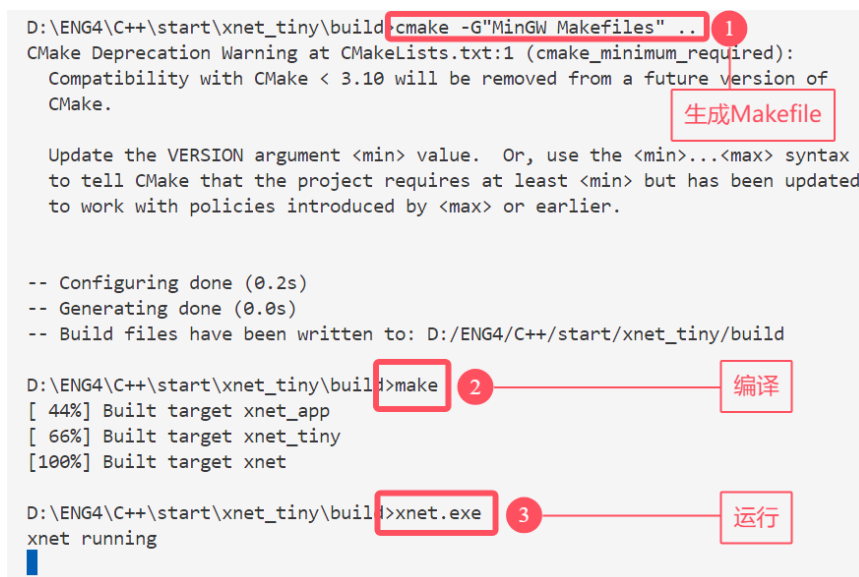 D:\ENG4\C++\start\xnet_tiny\build>cmake -G"MinGW Makefiles" .. 1
CMake Deprecation Warning at CMakeLists.txt:1 (cmake_minimum_required):
Compatibility with CMake < 3.10 will be removed from a future version of
CMake.
生成Makefile
Update the VERSION argument <min> value. Or, use the <min>...<max> syntax
to tell CMake that the project requires at least <min> but has been updated
to work with policies introduced by <max> or earlier.
-- Configuring done (0.2s)
-- Generating done (0.0s)
-- Build files have been written to: D:/ENG4/C++/start/xnet_tiny/build
D:\ENG4\C++\start\xnet_tiny\build>make 2 编译
[ 44%] Built target xnet_app
[ 66%] Built target xnet_tiny
[100%] Built target xnet
D:\ENG4\C++\start\xnet_tiny\build>xnet.exe 3 运行
xnet running